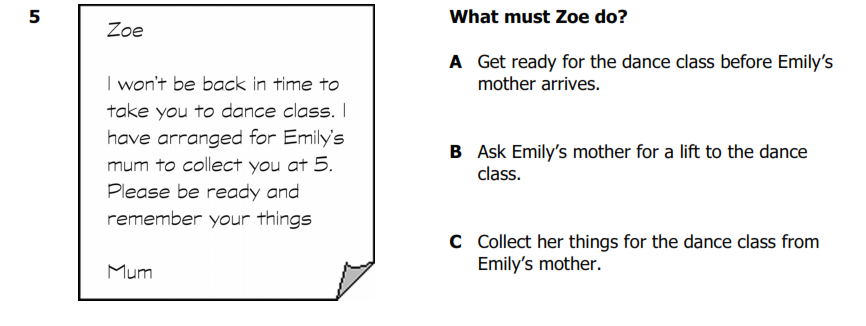 5
Zoe
I won't be back in time to
take you to dance class. I
have arranged for Emily's
mum to collect you at 5.
Please be ready and
remember your things
Mum
What must Zoe do?
A Get ready for the dance class before Emily's
mother arrives.
B Ask Emily's mother for a lift to the dance
class.
C Collect her things for the dance class from
Emily's mother.